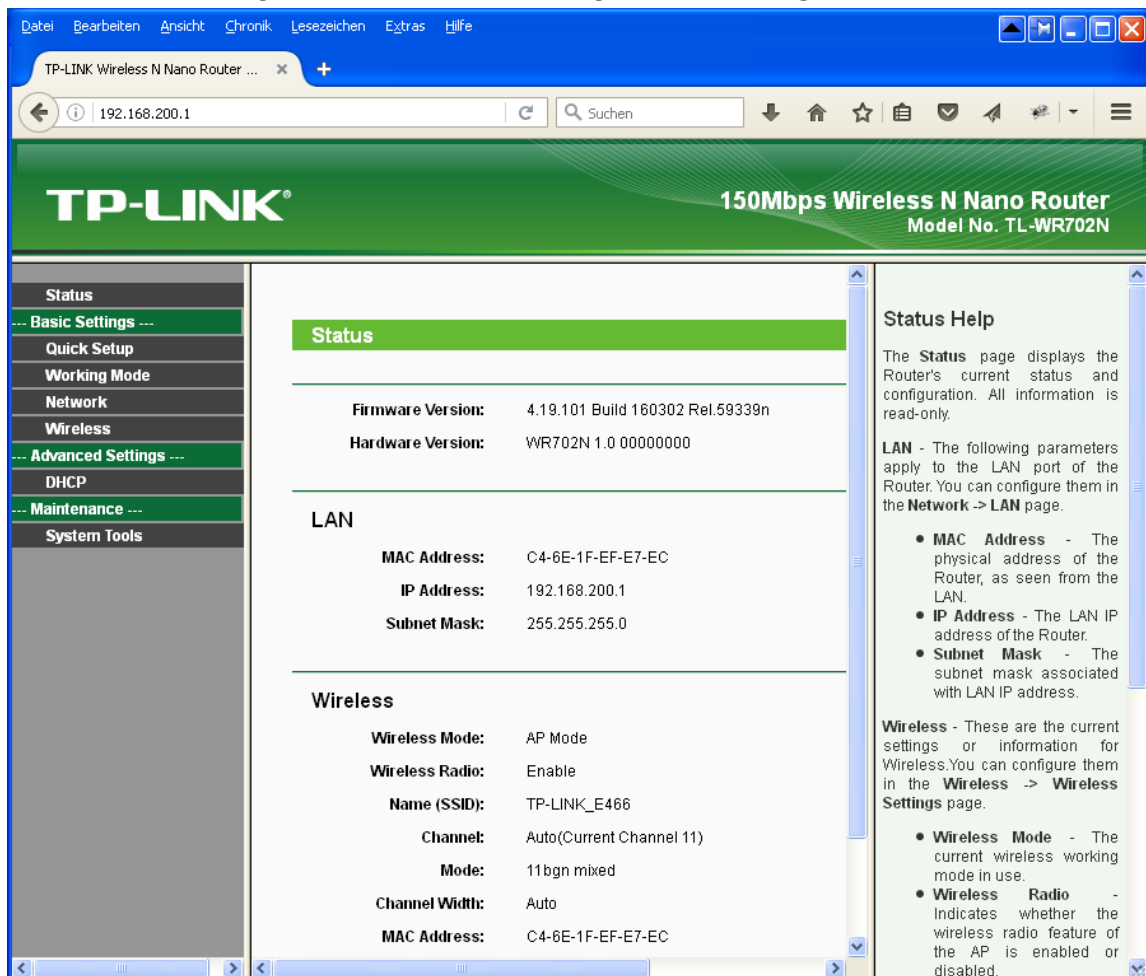 Datei Bearbeiten Ansicht Chronik Lesezeichen Extras Hilfe
TP-LINK Wireless N Nano Router ...
192.168.200.1
Suchen
TP-LINK®
150Mbps Wireless N Nano Router
Model No. TL-WR702N
Status
--- Basic Settings ---
Quick Setup
Working Mode
Network
Wireless
--- Advanced Settings ---
DHCP
--- Maintenance ---
System Tools
Status
Firmware Version: 4.19.101 Build 160302 Rel.59339n
Hardware Version: WR702N 1.0 00000000
LAN
MAC Address: C4-6E-1F-EF-E7-EC
IP Address: 192.168.200.1
Subnet Mask: 255.255.255.0
Wireless
Wireless Mode: AP Mode
Wireless Radio: Enable
Name (SSID): TP-LINK_E466
Channel: Auto(Current Channel 11)
Mode: 11bgn mixed
Channel Width: Auto
MAC Address: C4-6E-1F-EF-E7-EC
Status Help
The Status page displays the
Router's current status and
configuration. All information is
read-only.
LAN - The following parameters
apply to the LAN port of the
Router. You can configure them in
the Network -> LAN page.
● MAC Address - The
physical address of the
Router, as seen from the
LAN.
● IP Address - The LAN IP
address of the Router.
● Subnet Mask - The
subnet mask associated
with LAN IP address.
Wireless - These are the current
settings or information for
Wireless.You can configure them
in the Wireless -> Wireless
Settings page.
● Wireless Mode - The
current wireless working
mode in use.
● Wireless Radio -
Indicates whether the
wireless radio feature of
the AP is enabled or
disabled.